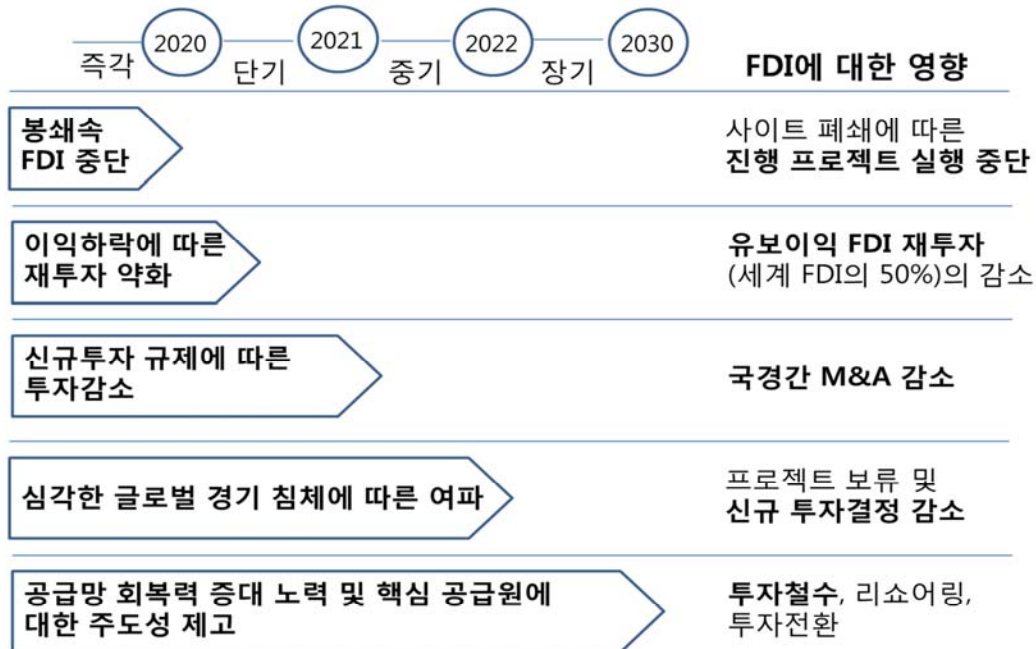 2020
2021
2022
2030
즉각
단기
중기
장기
FDI에 대한 영향
봉쇄속
FDI 중단
사이트 폐쇄에 따른
진행 프로젝트 실행 중단
이익하락에 따른
재투자 약화
유보이익 FDI 재투자
(세계 FDI의 50%)의 감소
신규투자 규제에 따른
투자감소
국경간 M&A 감소
심각한 글로벌 경기 침체에 따른 여파
프로젝트 보류 및
신규 투자결정 감소
공급망 회복력 증대 노력 및 핵심 공급원에
대한 주도성 제고
투자철수, 리쇼어링,
투자전환